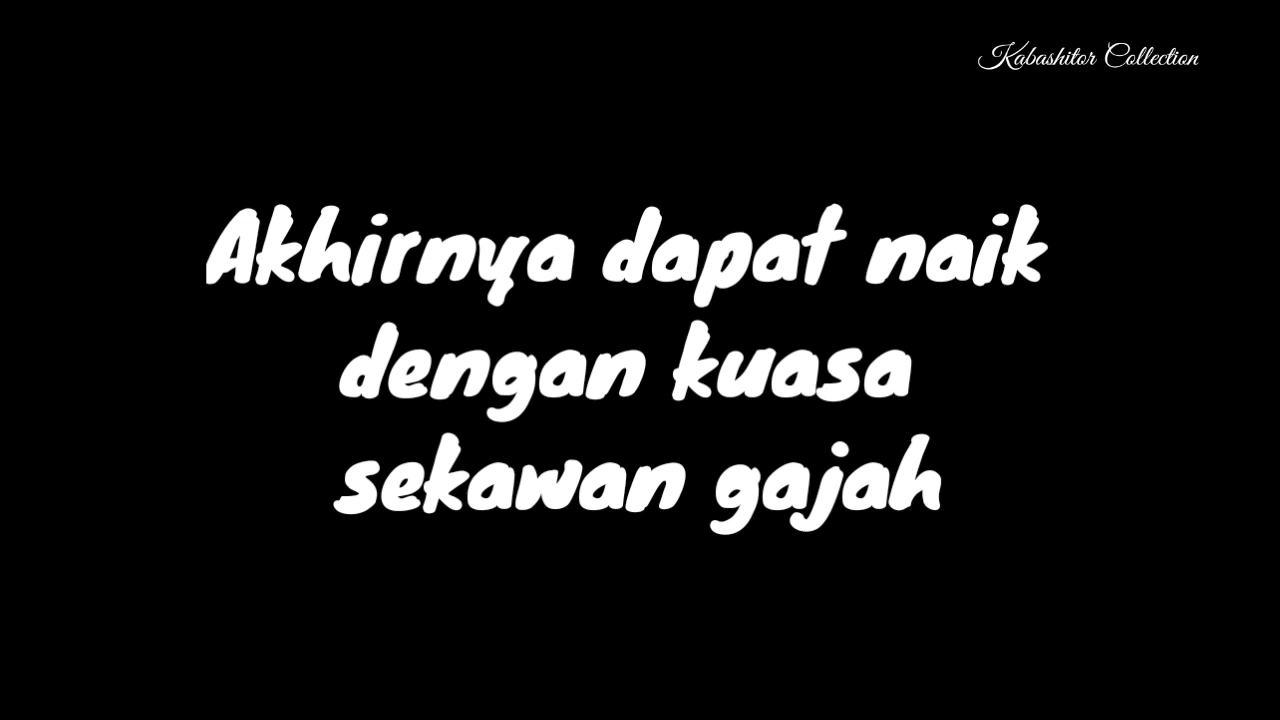 Kabashitor Collection
Akhirnya dapat naik
dengan kuasa
sekawan gajah